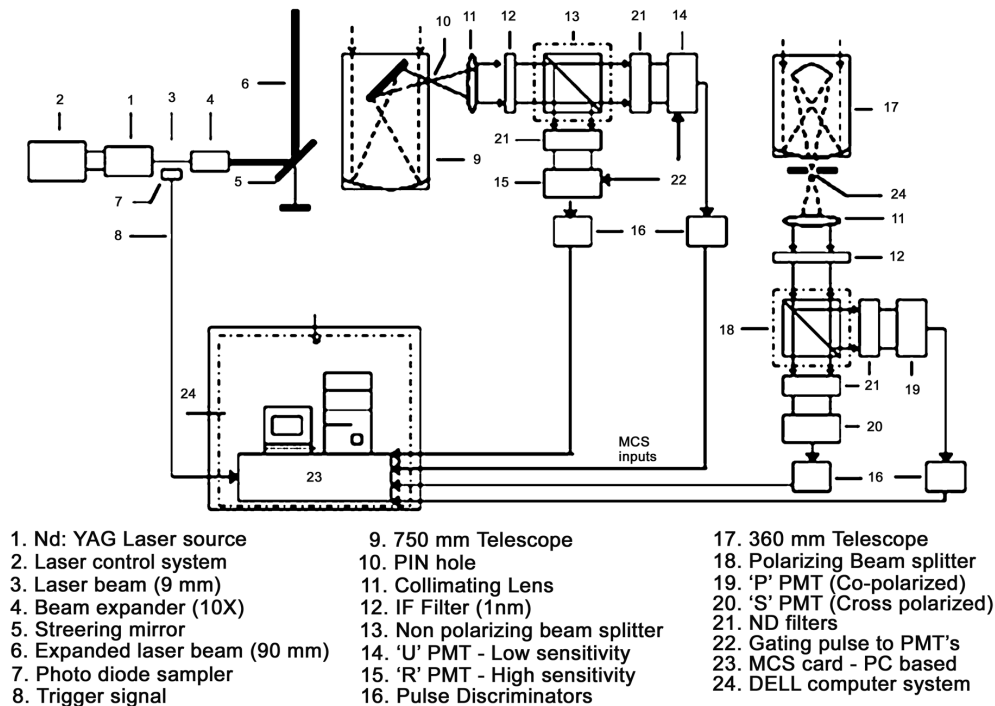 10
11
12
13
21
14
6
2
1
3
4
17
21
9
5
7
15
22
24
11
8
16
12
18
21
19
24
20
MCS
inputs
23
16
1. Nd: YAG Laser source
2. Laser control system
3. Laser beam (9 mm)
4. Beam expander (10X)
5. Streering mirror
6. Expanded laser beam (90 mm)
7. Photo diode sampler
8. Trigger signal
9. 750 mm Telescope
10. PIN hole
11. Collimating Lens
12. IF Filter (1nm)
13. Non polarizing beam splitter
14. ‘U’ PMT - Low sensitivity
15. ‘R’ PMT - High sensitivity
16. Pulse Discriminators
17. 360 mm Telescope
18. Polarizing Beam splitter
19. ‘P’ PMT (Co-polarized)
20. ‘S’ PMT (Cross polarized)
21. ND filters
22. Gating pulse to PMT’s
23. MCS card - PC based
24. DELL computer system